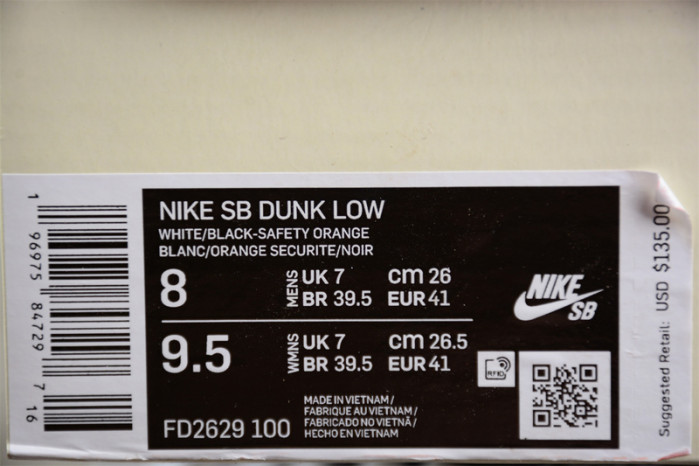 NIKE SB DUNK LOW
WHITE/BLACK-SAFETY ORANGE
BLANC/ORANGE SECURITE/NOIR
8 MENS UK 7 cm 26
BR 39.5 EUR 41
9.5 WMNS UK 7 cm 26.5
BR 39.5 EUR 41
NIKE
SB
RFID
MADE IN VIETNAM /
FABRIQUE AU VIETNAM /
FABRICADO NO VIETNÃ /
HECHO EN VIETNAM
FD2629 100
1 96975 84729 7 16
Suggested Retail: USD $135.00